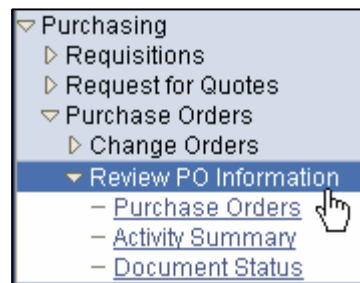 Purchasing
Requisitions
Request for Quotes
Purchase Orders
Change Orders
Review PO Information
– Purchase Orders
– Activity Summary
– Document Status